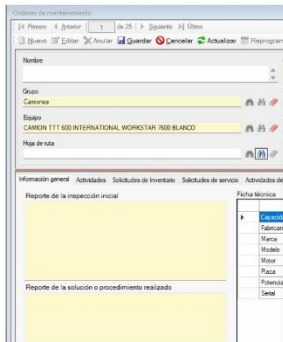 Órdenes de mantenimiento
Primero Anterior 1 de 25 Siguiente Último
Nuevo Editar Anular Guardar Cancelar Actualizar Reprogram
Nombre
Grupo
Camiones
Equipo
CAMION TTT 600 INTERNATIONAL WORKSTAR 7600 BLANCO
Hoja de ruta
Información general Actividades Solicitudes de Inventario Solicitudes de servicio Actividades de
Reporte de la inspección inicial Ficha técnica
Capacida
Fabrican
Marca
Modelo
Motor
Placa
Potencia
Serial
Reporte de la solución o procedimiento realizado